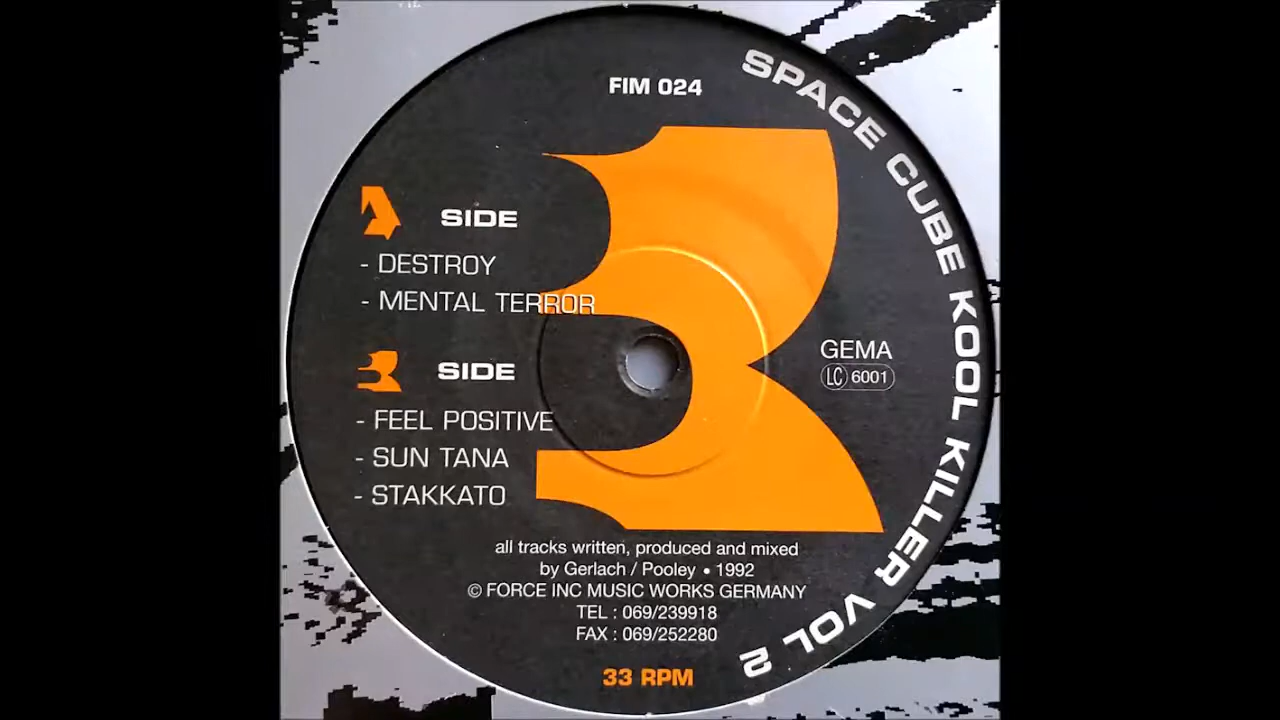 FIM 024
SPACE CUBE KOOL KILLER VOL 2
A SIDE
- DESTROY
- MENTAL TERROR
B SIDE
- FEEL POSITIVE
- SUN TANA
- STAKKATO
GEMA
LC 6001
all tracks written, produced and mixed
by Gerlach / Pooley • 1992
© FORCE INC MUSIC WORKS GERMANY
TEL : 069/239918
FAX : 069/252280
33 RPM